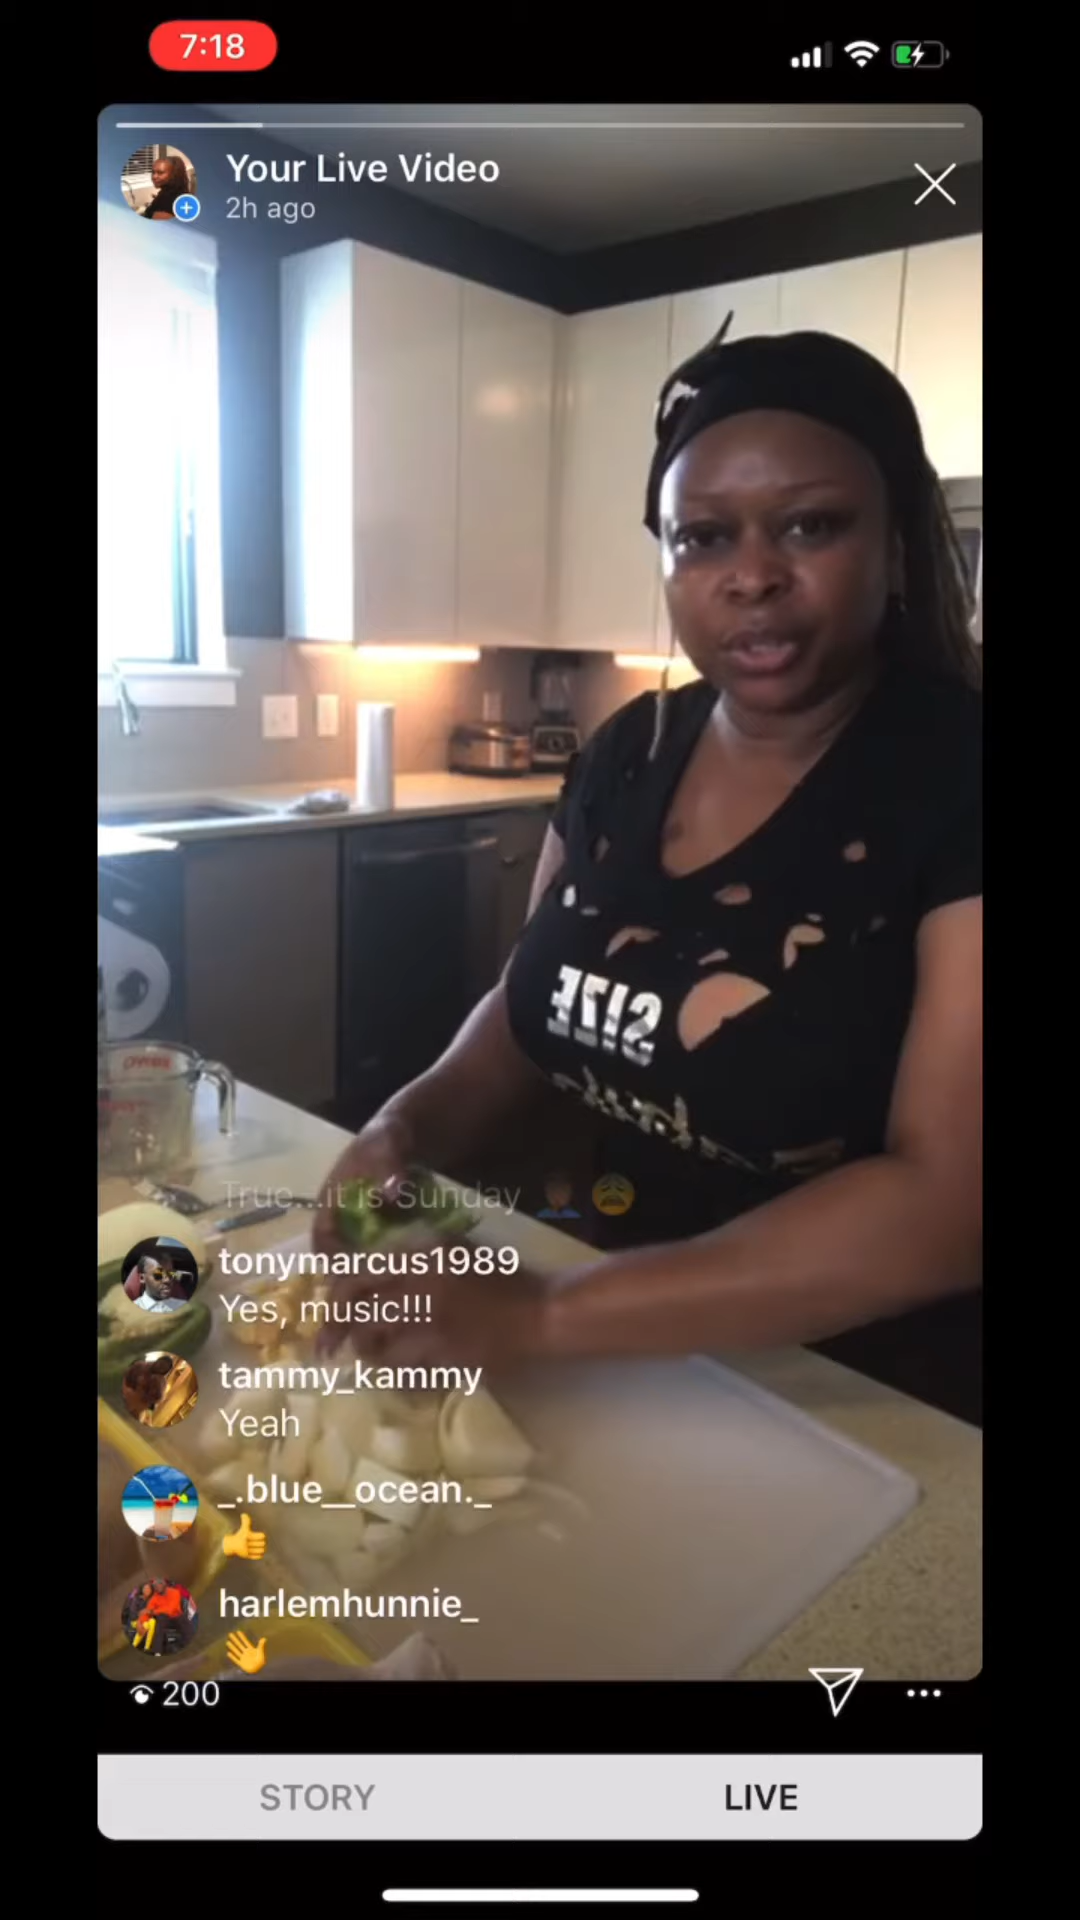 7:18
Your Live Video
2h ago
SIZE
True...it is Sunday 🤦🏾‍♂️ 😩
tonymarcus1989
Yes, music!!!
tammy_kammy
Yeah
_.blue__ocean._
👍
harlemhunnie_
👋
200
STORY
LIVE